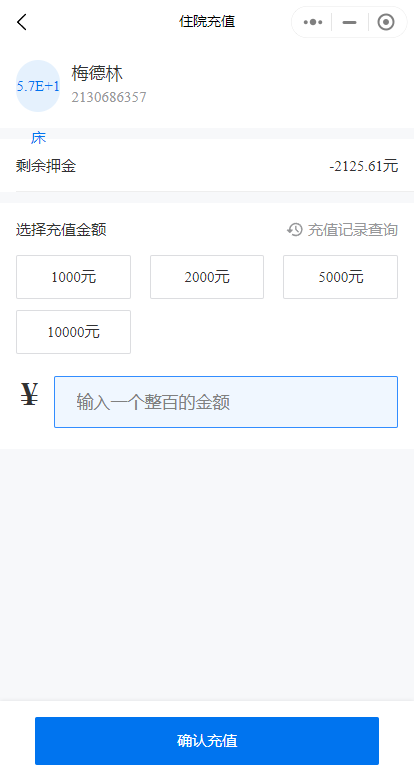 住院充值
5.7E+1
床
梅德林
2130686357
剩余押金 -2125.61元
选择充值金额 充值记录查询
1000元 2000元 5000元
10000元
¥ 输入一个整百的金额
确认充值